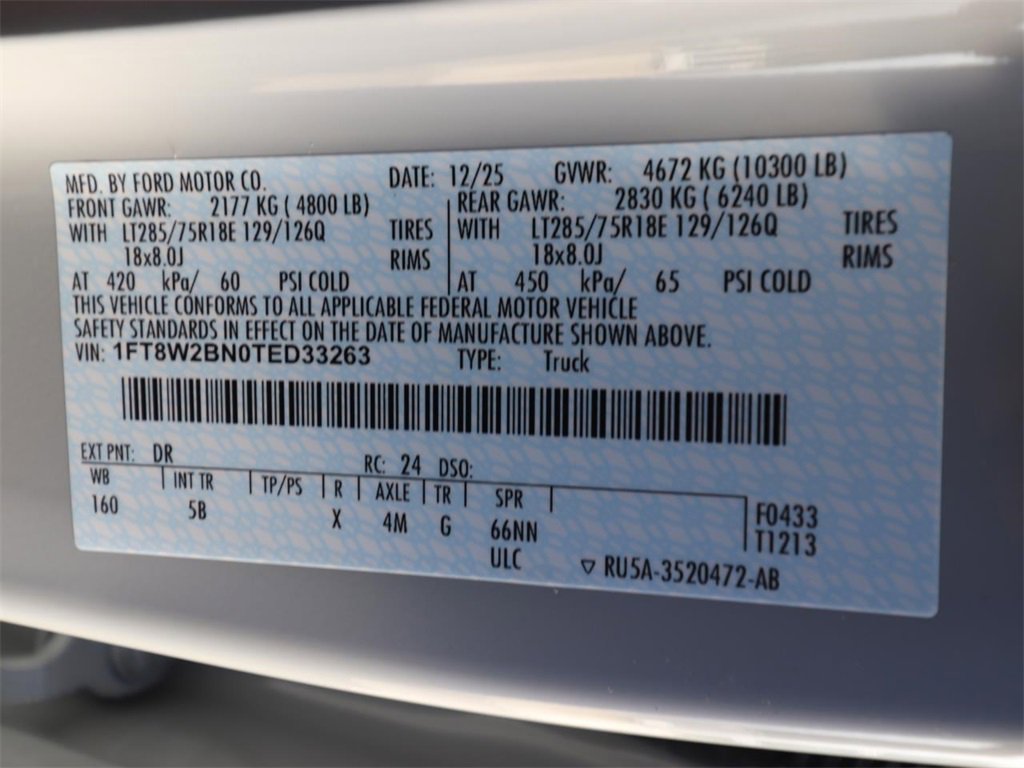 MFD. BY FORD MOTOR CO. DATE: 12/25 GVWR: 4672 KG (10300 LB)
FRONT GAWR: 2177 KG ( 4800 LB) REAR GAWR: 2830 KG ( 6240 LB)
WITH LT285/75R18E 129/126Q TIRES WITH LT285/75R18E 129/126Q TIRES
18x8.0J RIMS 18x8.0J RIMS
AT 420 kPa/ 60 PSI COLD AT 450 kPa/ 65 PSI COLD
THIS VEHICLE CONFORMS TO ALL APPLICABLE FEDERAL MOTOR VEHICLE
SAFETY STANDARDS IN EFFECT ON THE DATE OF MANUFACTURE SHOWN ABOVE.
VIN: 1FT8W2BN0TED33263 TYPE: Truck
EXT PNT: DR RC: 24 DSO:
WB INT TR TP/PS R AXLE TR SPR
160 5B X 4M G 66NN F0433
ULC T1213
▽ RU5A-3520472-AB